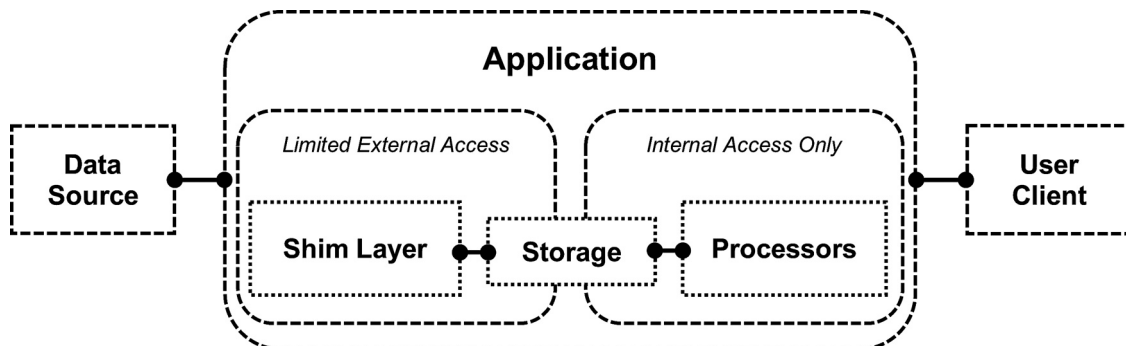 Application
Limited External Access
Internal Access Only
Data
Source
User
Client
Shim Layer
Storage
Processors